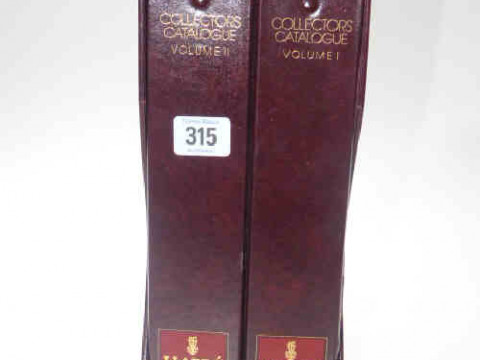 COLLECTORS
CATALOGUE
VOLUME II
315
COLLECTORS
CATALOGUE
VOLUME I